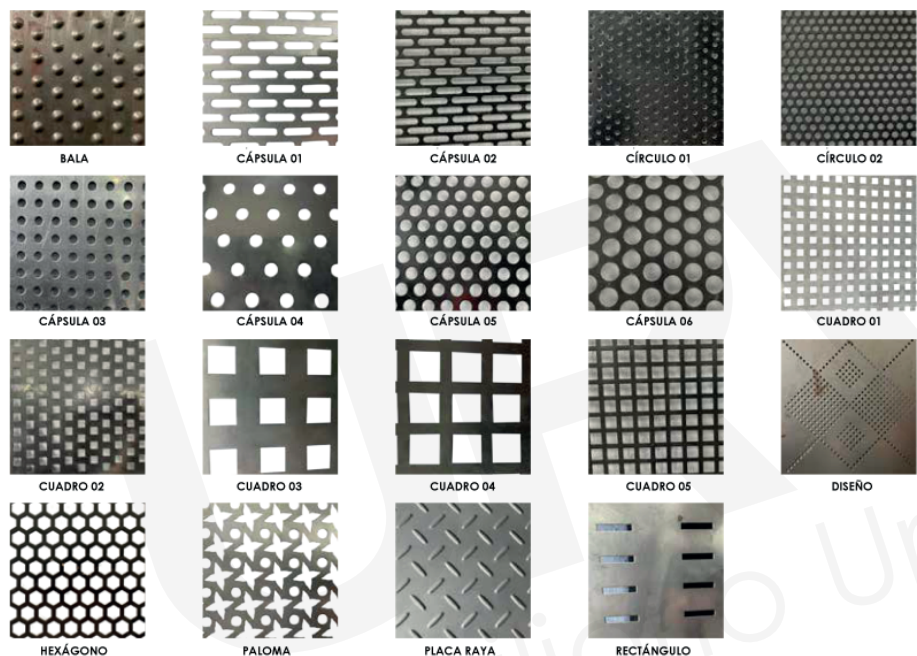 BALA
CÁPSULA 01
CÁPSULA 02
CÍRCULO 01
CÍRCULO 02
CÁPSULA 03
CÁPSULA 04
CÁPSULA 05
CÁPSULA 06
CUADRO 01
CUADRO 02
CUADRO 03
CUADRO 04
CUADRO 05
DISEÑO
HEXÁGONO
PALOMA
PLACA RAYA
RECTÁNGULO